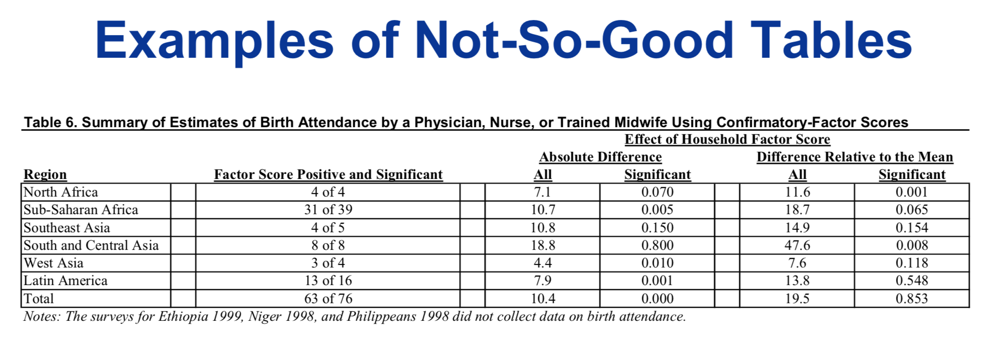 Examples of Not-So-Good Tables
Table 6. Summary of Estimates of Birth Attendance by a Physician, Nurse, or Trained Midwife Using Confirmatory-Factor Scores
Effect of Household Factor Score
Absolute Difference Difference Relative to the Mean
Region Factor Score Positive and Significant All Significant All Significant
North Africa 4 of 4 7.1 0.070 11.6 0.001
Sub-Saharan Africa 31 of 39 10.7 0.005 18.7 0.065
Southeast Asia 4 of 5 10.8 0.150 14.9 0.154
South and Central Asia 8 of 8 18.8 0.800 47.6 0.008
West Asia 3 of 4 4.4 0.010 7.6 0.118
Latin America 13 of 16 7.9 0.001 13.8 0.548
Total 63 of 76 10.4 0.000 19.5 0.853
Notes: The surveys for Ethiopia 1999, Niger 1998, and Philippeans 1998 did not collect data on birth attendance.